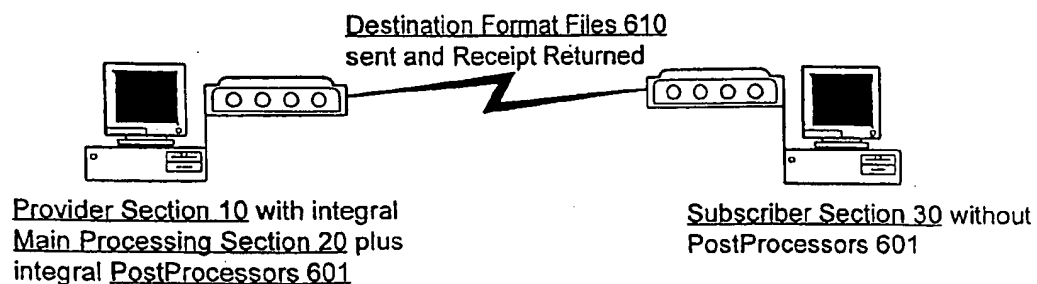 Destination Format Files 610
sent and Receipt Returned
Provider Section 10 with integral
Main Processing Section 20 plus
integral PostProcessors 601
Subscriber Section 30 without
PostProcessors 601